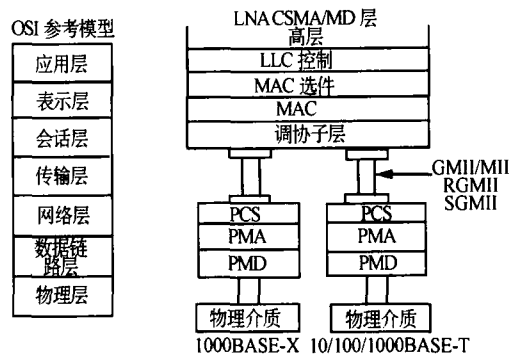 OSI 参考模型
应用层
表示层
会话层
传输层
网络层
数据链
路层
物理层
LNA CSMA/MD 层
高层
LLC 控制
MAC 选件
MAC
调协子层
GMII/MII
RGMII
SGMII
PCS
PMA
PMD
物理介质
1000BASE-X
PCS
PMA
PMD
物理介质
10/100/1000BASE-T